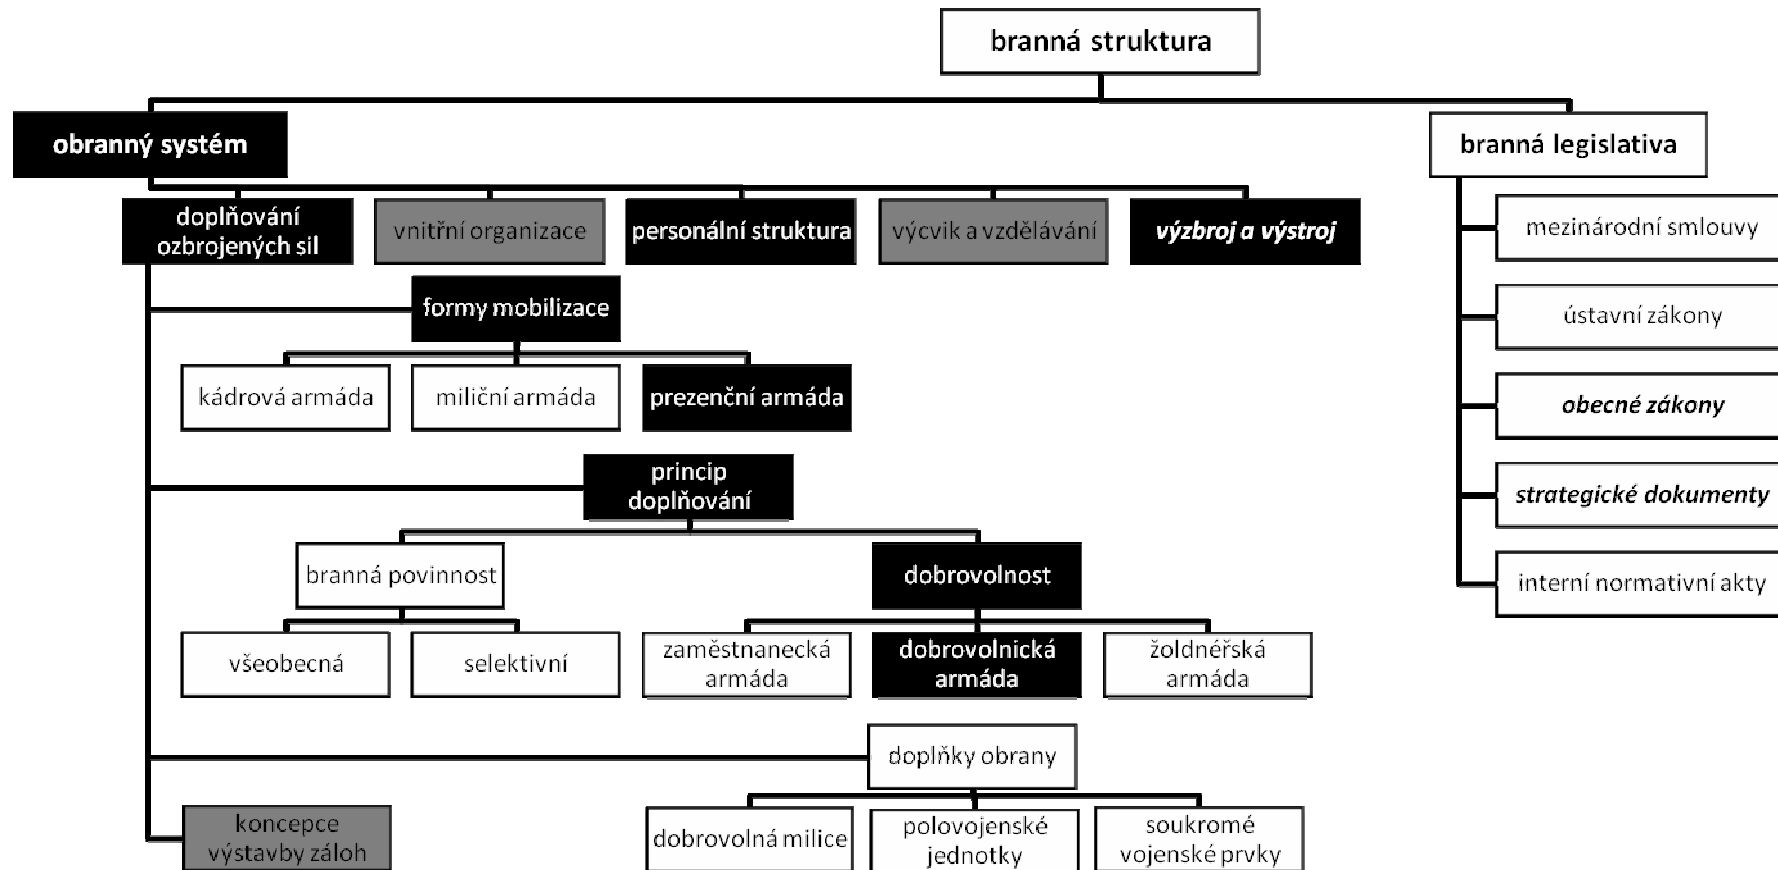 branná struktura
obranný systém
branná legislativa
doplňování
ozbrojených sil
vnitřní organizace
personální struktura
výcvik a vzdělávání
výzbroj a výstroj
mezinárodní smlouvy
formy mobilizace
ústavní zákony
kádrová armáda
miliční armáda
prezenční armáda
obecné zákony
princip
doplňování
strategické dokumenty
branná povinnost
dobrovolnost
interní normativní akty
všeobecná
selektivní
zaměstnanecká
armáda
dobrovolnická
armáda
žoldnéřská
armáda
doplňky obrany
koncepce
výstavby záloh
dobrovolná milice
polovojenské
jednotky
soukromé
vojenské prvky